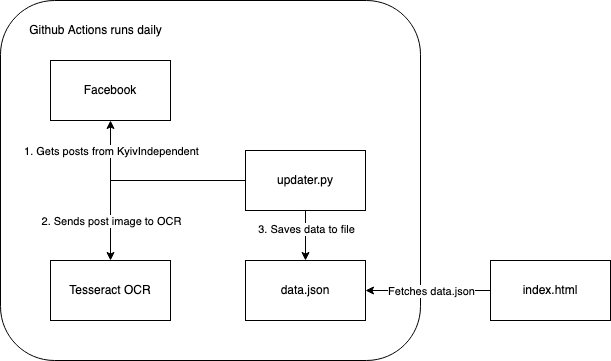 Github Actions runs daily
Facebook
1. Gets posts from KyivIndependent
updater.py
2. Sends post image to OCR
3. Saves data to file
Tesseract OCR
data.json
Fetches data.json
index.html